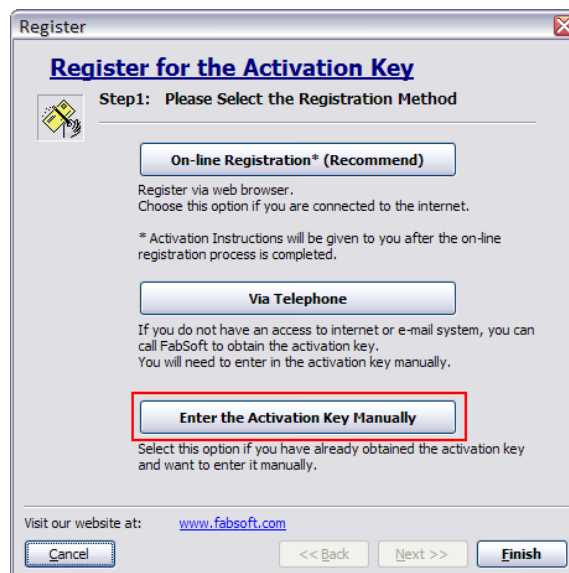 Register
Register for the Activation Key
Step1: Please Select the Registration Method
On-line Registration* (Recommend)
Register via web browser.
Choose this option if you are connected to the internet.
* Activation Instructions will be given to you after the on-line
registration process is completed.
Via Telephone
If you do not have an access to internet or e-mail system, you can
call FabSoft to obtain the activation key.
You will need to enter in the activation key manually.
Enter the Activation Key Manually
Select this option if you have already obtained the activation key
and want to enter it manually.
Visit our website at: www.fabsoft.com
Cancel << Back Next >> Finish